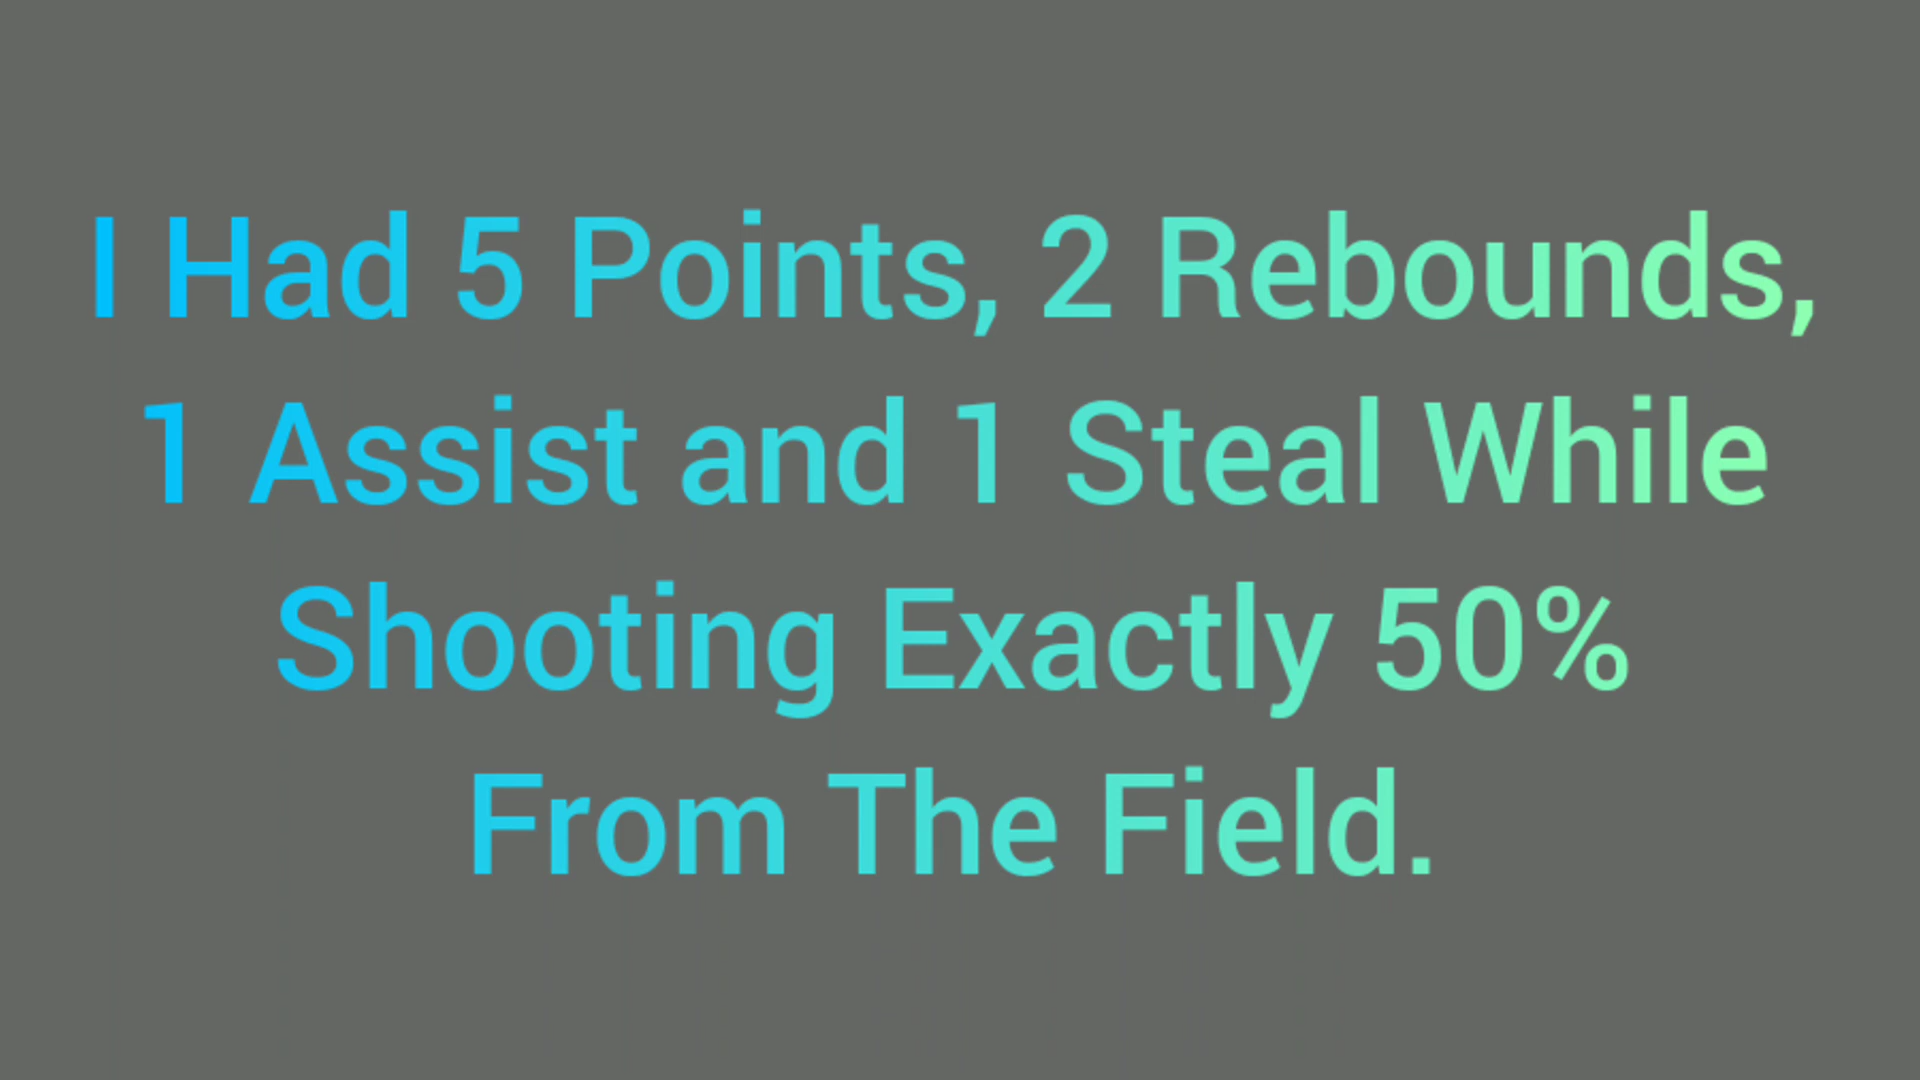 I Had 5 Points, 2 Rebounds,
1 Assist and 1 Steal While
Shooting Exactly 50%
From The Field.